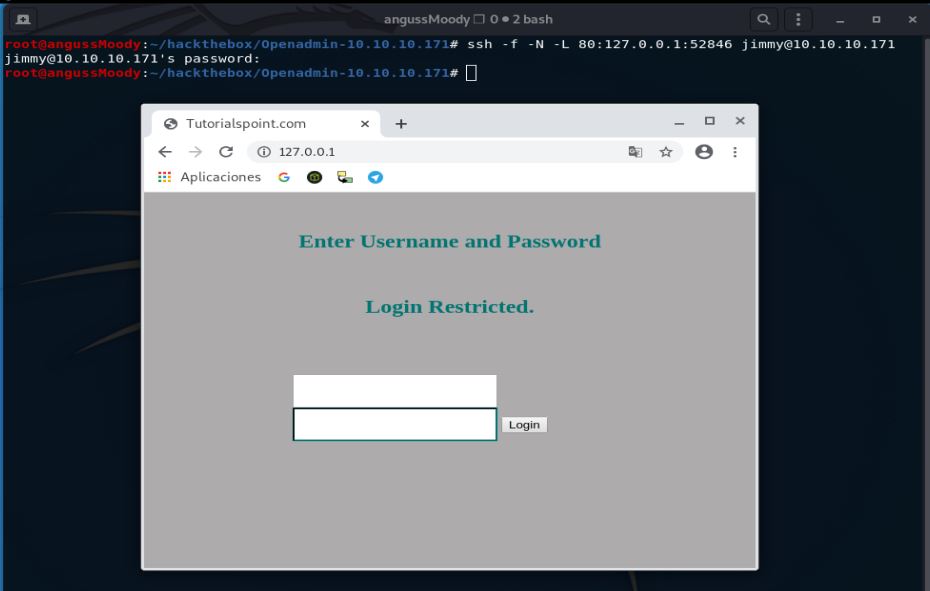 angussMoody 0 ● 2 bash
root@angussMoody:~/hackthebox/Openadmin-10.10.10.171# ssh -f -N -L 80:127.0.0.1:52846 jimmy@10.10.10.171
jimmy@10.10.10.171's password:
root@angussMoody:~/hackthebox/Openadmin-10.10.10.171#
Tutorialspoint.com
127.0.0.1
Aplicaciones
Enter Username and Password
Login Restricted.
Login